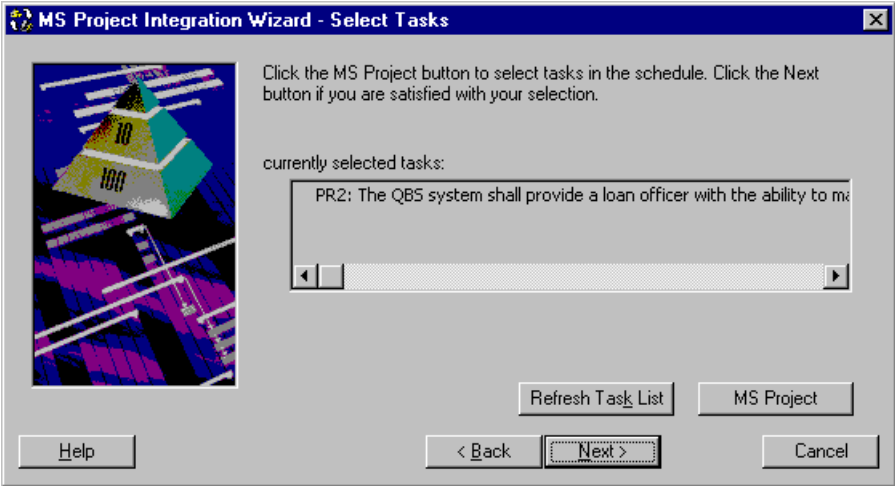 MS Project Integration Wizard - Select Tasks
Click the MS Project button to select tasks in the schedule. Click the Next
button if you are satisfied with your selection.
10
100
currently selected tasks:
PR2: The QBS system shall provide a loan officer with the ability to ma
Refresh Task List
MS Project
Help
< Back
Next >
Cancel